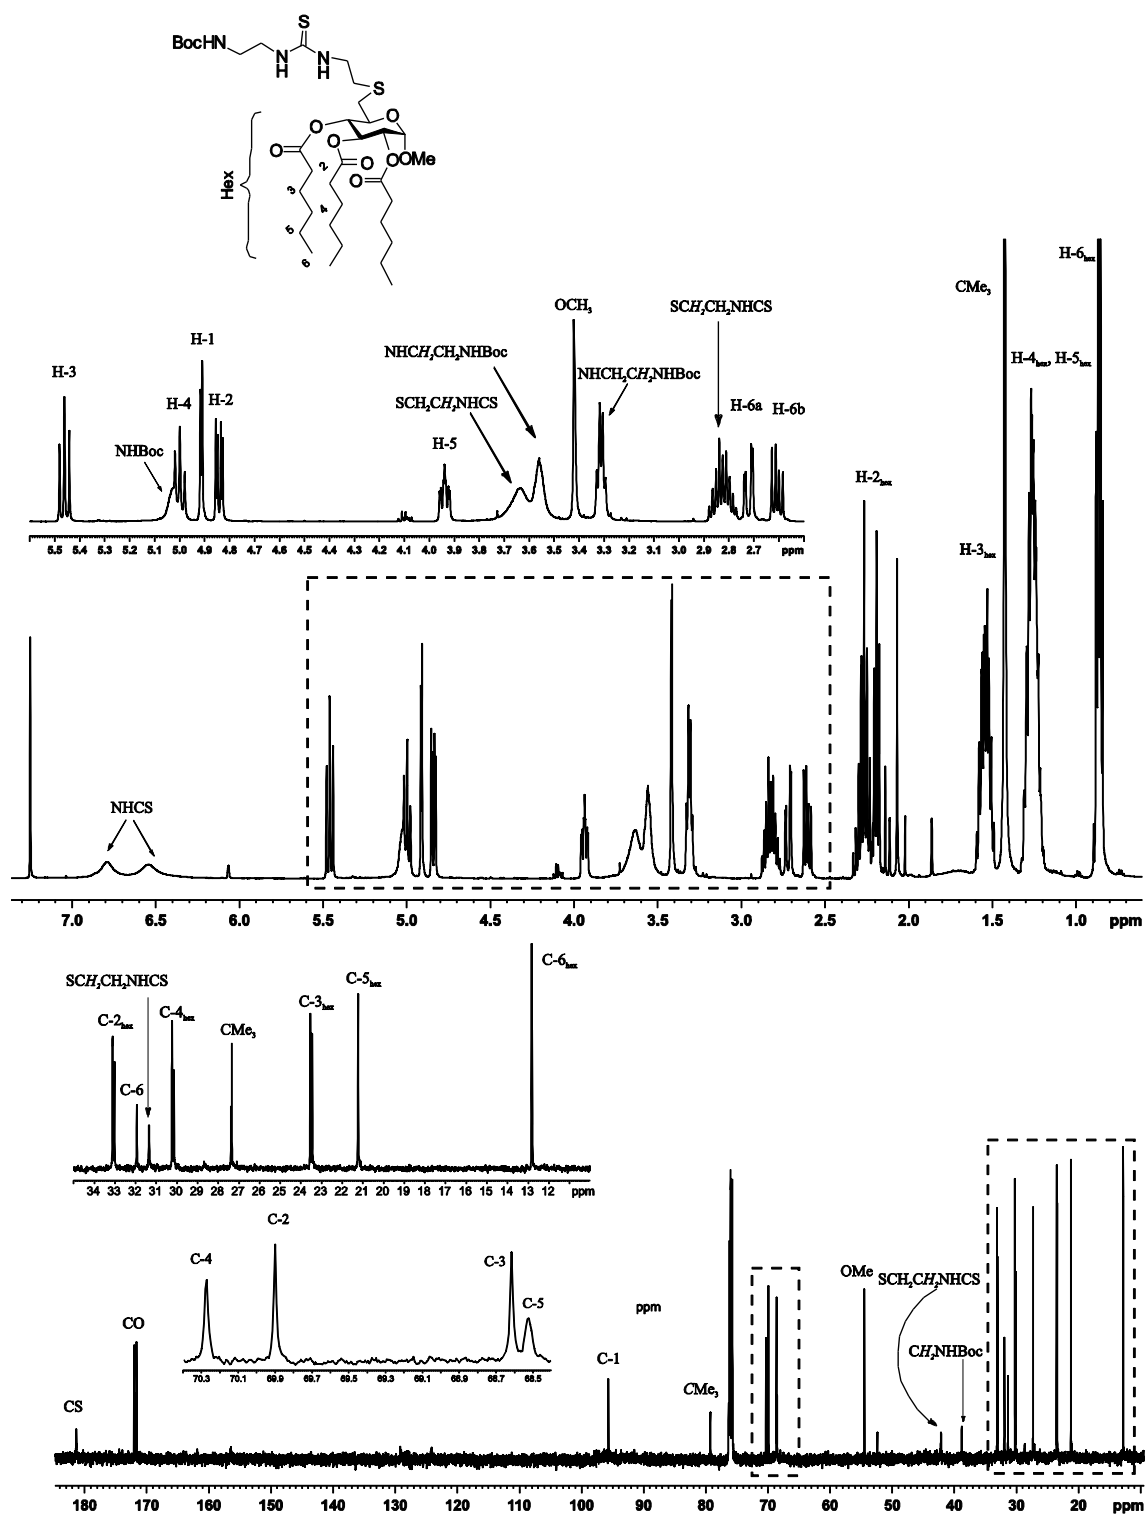 S
BocHN
N
H
N
H
S
O
O
O
OMe
O
O
O
O
Hex
2
3
4
5
6
CMe3
H-6hex
H-4hex, H-5hex
OCH3
SCH2CH2NHCS
H-1
NHCH2CH2NHBoc
NHCH2CH2NHBoc
H-3
H-4
H-2
SCH2CH2NHCS
H-6a
H-6b
NHBoc
H-5
H-2hex
5.5 5.4 5.3 5.2 5.1 5.0 4.9 4.8 4.7 4.6 4.5 4.4 4.3 4.2 4.1 4.0 3.9 3.8 3.7 3.6 3.5 3.4 3.3 3.2 3.1 3.0 2.9 2.8 2.7 ppm
H-3hex
NHCS
7.0 6.5 6.0 5.5 5.0 4.5 4.0 3.5 3.0 2.5 2.0 1.5 1.0 ppm
SCH2CH2NHCS
C-6hex
C-5hex
C-2hex
C-4hex
C-3hex
CMe3
C-6
34 33 32 31 30 29 28 27 26 25 24 23 22 21 20 19 18 17 16 15 14 13 12 ppm
C-2
C-4
C-3
C-5
70.3 70.1 69.9 69.7 69.5 69.3 69.1 68.9 68.7 68.5
ppm
OMe
SCH2CH2NHCS
CH2NHBoc
CO
C-1
CMe3
CS
180 170 160 150 140 130 120 110 100 90 80 70 60 50 40 30 20 ppm